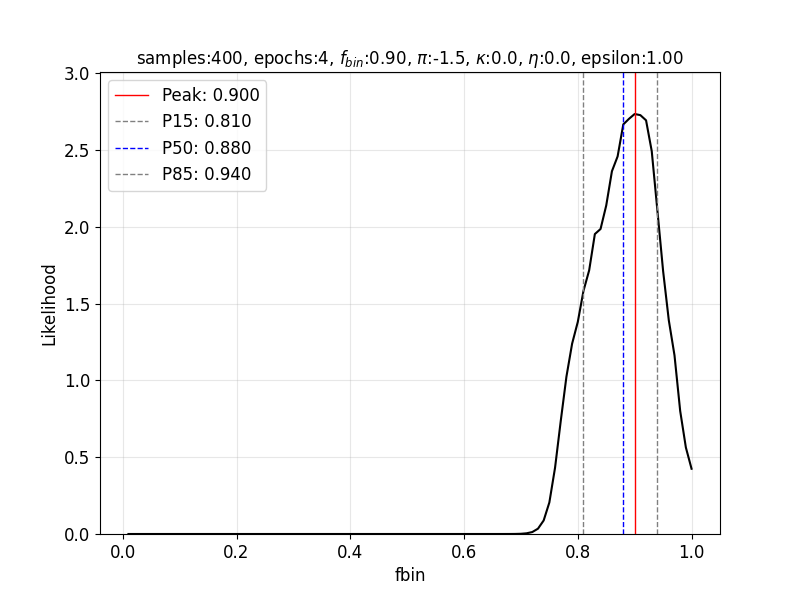 samples:400, epochs:4, f_bin:0.90, π:-1.5, κ:0.0, η:0.0, epsilon:1.00
Peak: 0.900
P15: 0.810
P50: 0.880
P85: 0.940
3.0
2.5
2.0
1.5
1.0
0.5
0.0
Likelihood
0.0 0.2 0.4 0.6 0.8 1.0
fbin